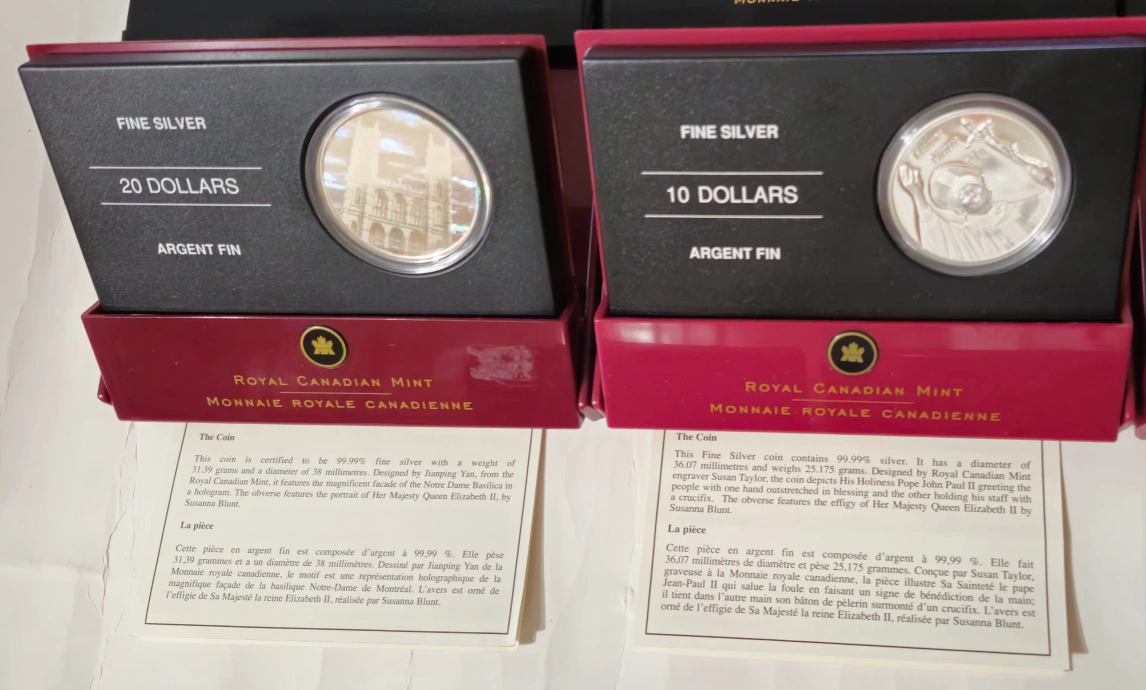 FINE SILVER
20 DOLLARS
ARGENT FIN
ROYAL CANADIAN MINT
MONNAIE ROYALE CANADIENNE
The Coin
This coin is certified to be 99.99% fine silver with a weight of
31.39 grams and a diameter of 38 millimetres. Designed by Jianping Yan, from the
Royal Canadian Mint, it features the magnificent facade of the Notre Dame Basilica in
a hologram. The obverse features the portrait of Her Majesty Queen Elizabeth II, by
Susanna Blunt.
La pièce
Cette pièce en argent fin est composée d'argent à 99,99 %. Elle pèse
31,39 grammes et a un diamètre de 38 millimètres. Dessiné par Jianping Yan de la
Monnaie royale canadienne, le motif est une représentation holographique de la
magnifique façade de la basilique Notre-Dame de Montréal. L'avers est orné de
l'effigie de Sa Majesté la reine Elizabeth II, réalisée par Susanna Blunt.
FINE SILVER
10 DOLLARS
ARGENT FIN
ROYAL CANADIAN MINT
MONNAIE ROYALE CANADIENNE
The Coin
This Fine Silver coin contains 99.99% silver. It has a diameter of
36.07 millimetres and weighs 25.175 grams. Designed by Royal Canadian Mint
engraver Susan Taylor, the coin depicts His Holiness Pope John Paul II greeting the
people with one hand outstretched in blessing and the other holding his staff with
a crucifix. The obverse features the effigy of Her Majesty Queen Elizabeth II by
Susanna Blunt.
La pièce
Cette pièce en argent fin est composée d'argent à 99,99 %. Elle fait
36,07 millimètres de diamètre et pèse 25,175 grammes. Conçue par Susan Taylor,
graveuse à la Monnaie royale canadienne, la pièce illustre Sa Sainteté le pape
Jean-Paul II qui salue la foule en faisant un signe de bénédiction de la main;
il tient dans l'autre main son bâton de pèlerin surmonté d'un crucifix. L'avers est
orné de l'effigie de Sa Majesté la reine Elizabeth II, réalisée par Susanna Blunt.